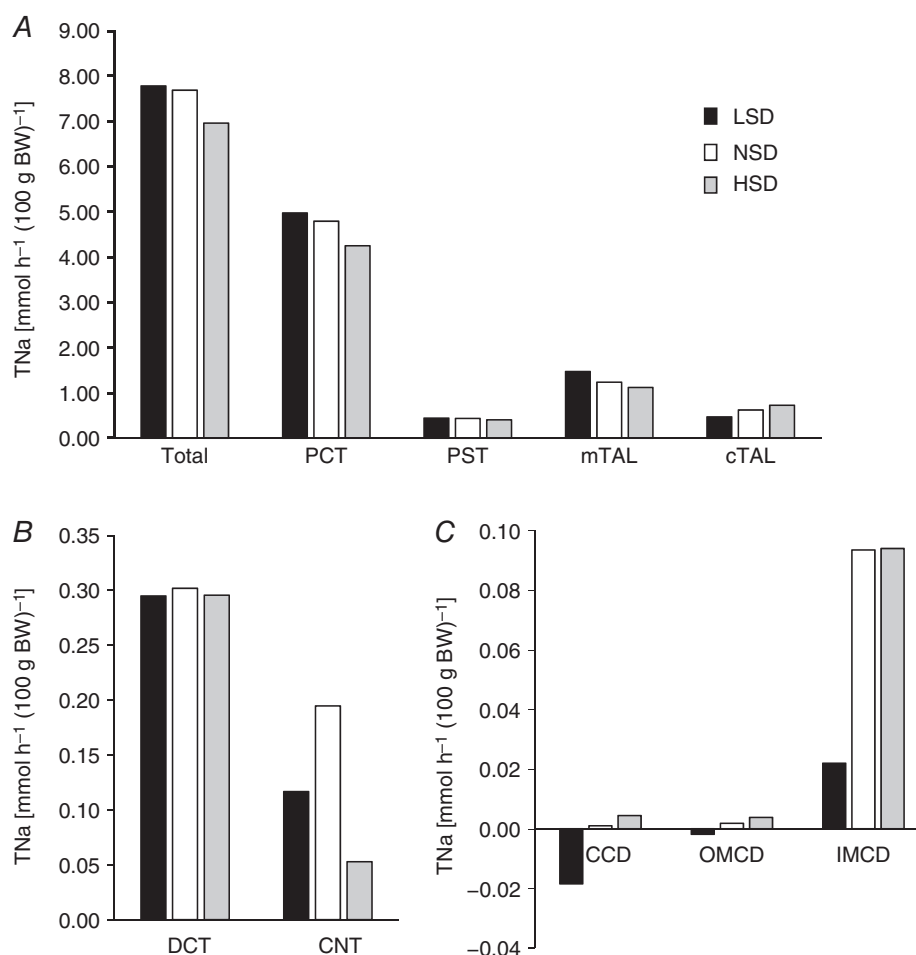 A
9.00
8.00
7.00
6.00
5.00
4.00
3.00
2.00
1.00
0.00
TNa [mmol h⁻¹ (100 g BW)⁻¹]
LSD
NSD
HSD
Total PCT PST mTAL cTAL
B
0.35
0.30
0.25
0.20
0.15
0.10
0.05
0.00
TNa [mmol h⁻¹ (100 g BW)⁻¹]
DCT CNT
C
0.10
0.08
0.06
0.04
0.02
0.00
−0.02
−0.04
TNa [mmol h⁻¹ (100 g BW)⁻¹]
CCD OMCD IMCD